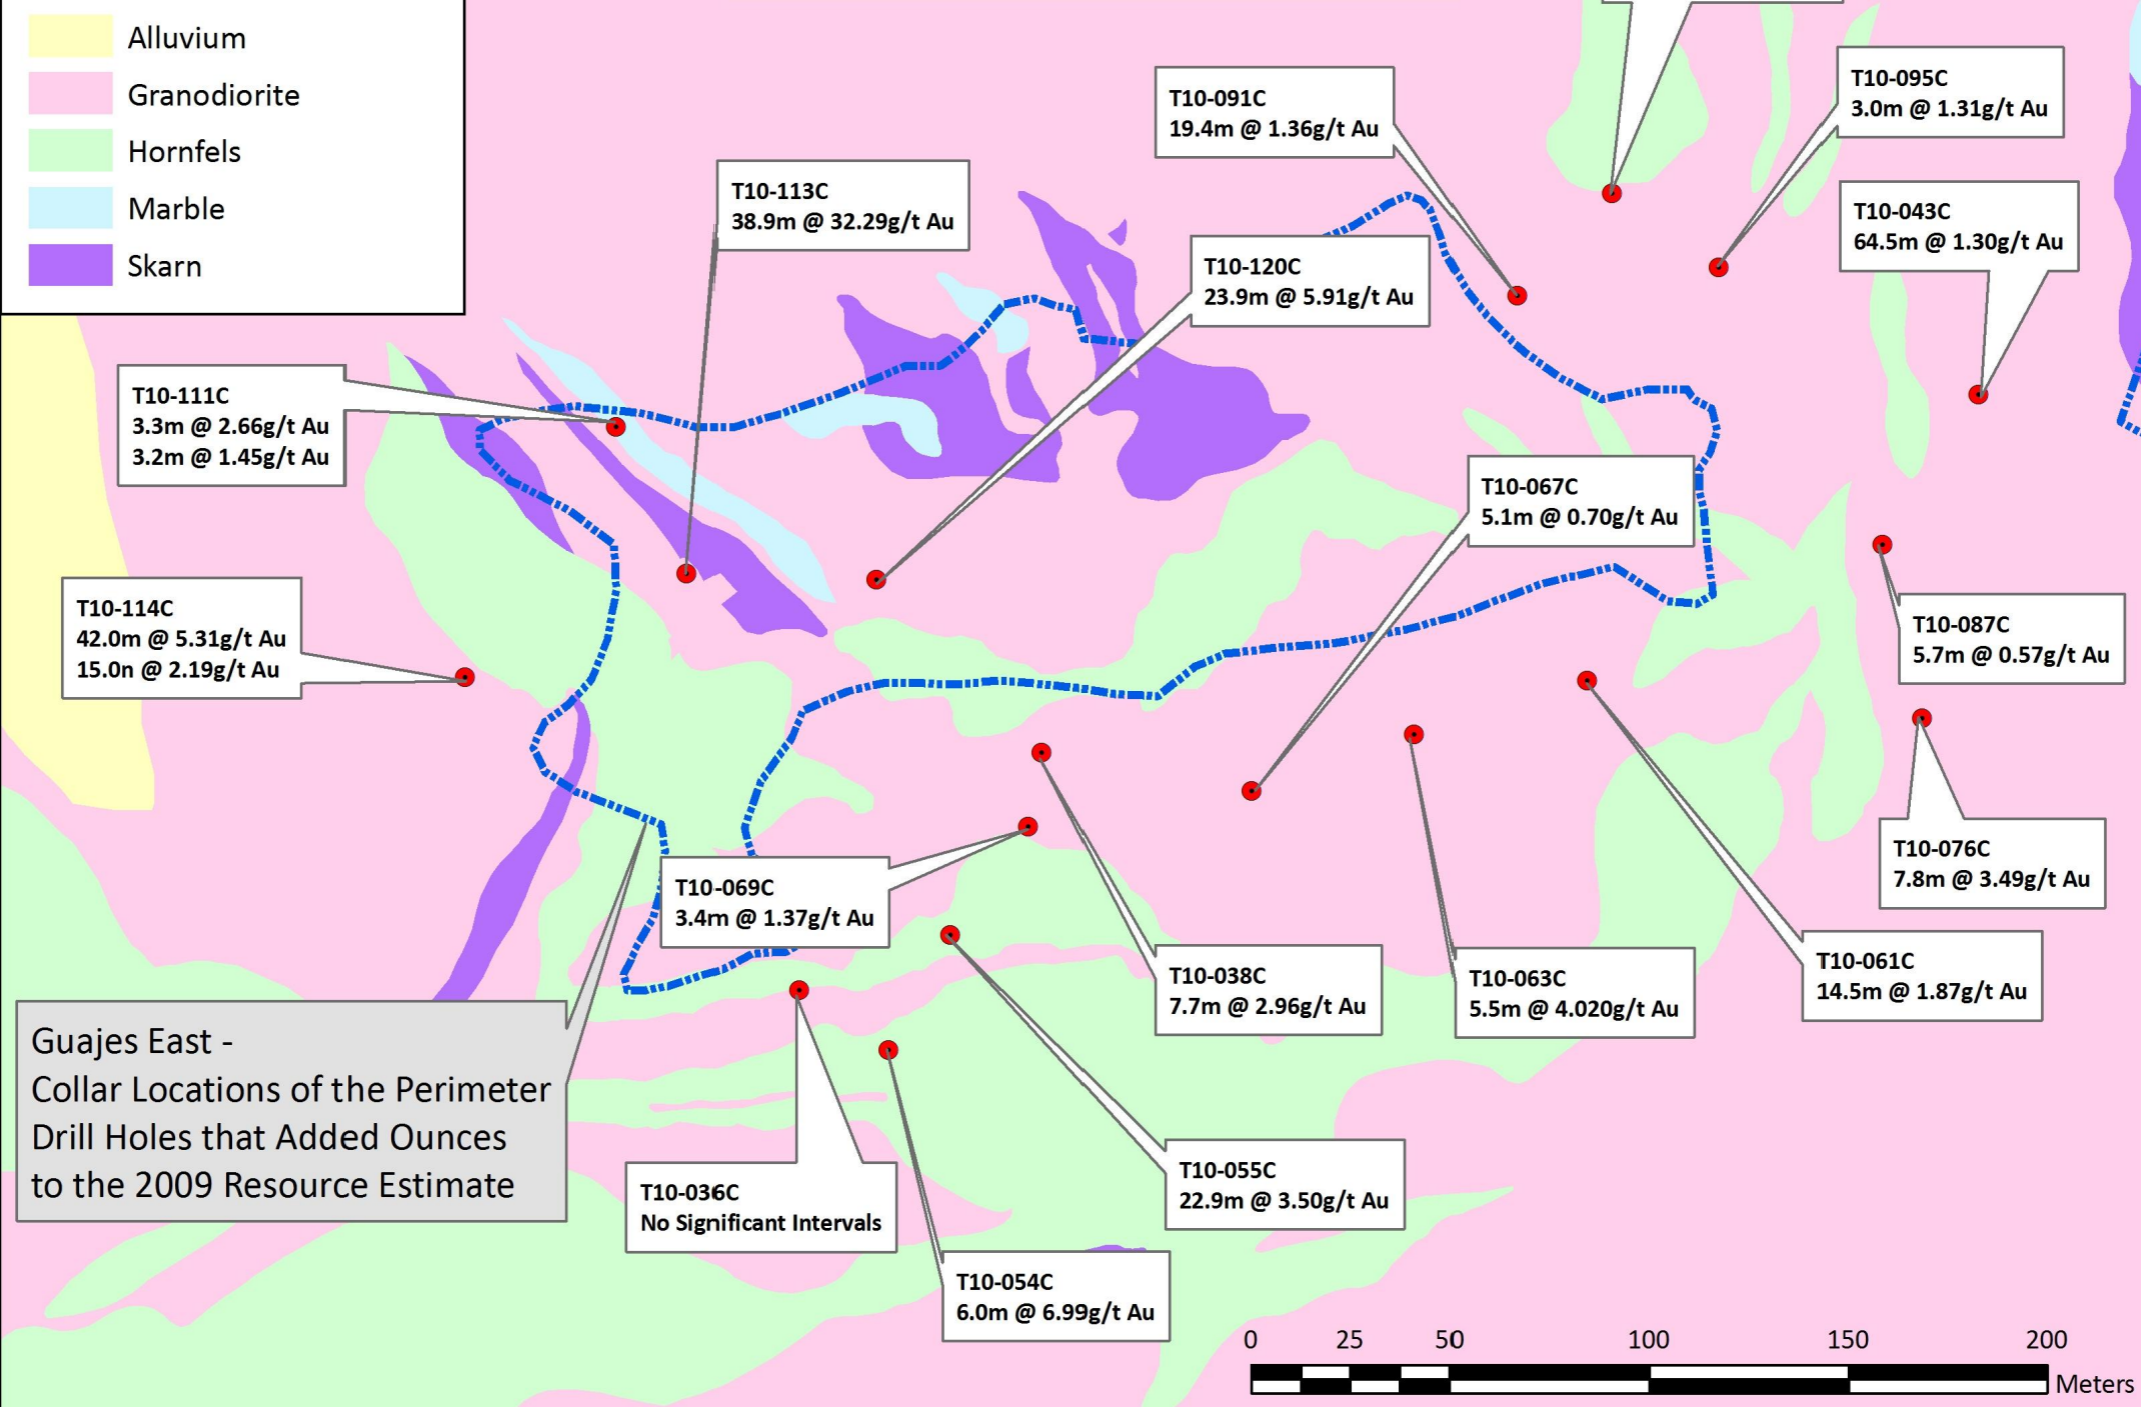 Alluvium
Granodiorite
Hornfels
Marble
Skarn
T10-091C
19.4m @ 1.36g/t Au
T10-095C
3.0m @ 1.31g/t Au
T10-113C
38.9m @ 32.29g/t Au
T10-043C
64.5m @ 1.30g/t Au
T10-120C
23.9m @ 5.91g/t Au
T10-111C
3.3m @ 2.66g/t Au
3.2m @ 1.45g/t Au
T10-067C
5.1m @ 0.70g/t Au
T10-114C
42.0m @ 5.31g/t Au
15.0n @ 2.19g/t Au
T10-087C
5.7m @ 0.57g/t Au
T10-076C
7.8m @ 3.49g/t Au
T10-069C
3.4m @ 1.37g/t Au
T10-038C
7.7m @ 2.96g/t Au
T10-063C
5.5m @ 4.020g/t Au
T10-061C
14.5m @ 1.87g/t Au
Guajes East -
Collar Locations of the Perimeter
Drill Holes that Added Ounces
to the 2009 Resource Estimate
T10-036C
No Significant Intervals
T10-055C
22.9m @ 3.50g/t Au
T10-054C
6.0m @ 6.99g/t Au
0 25 50 100 150 200
Meters